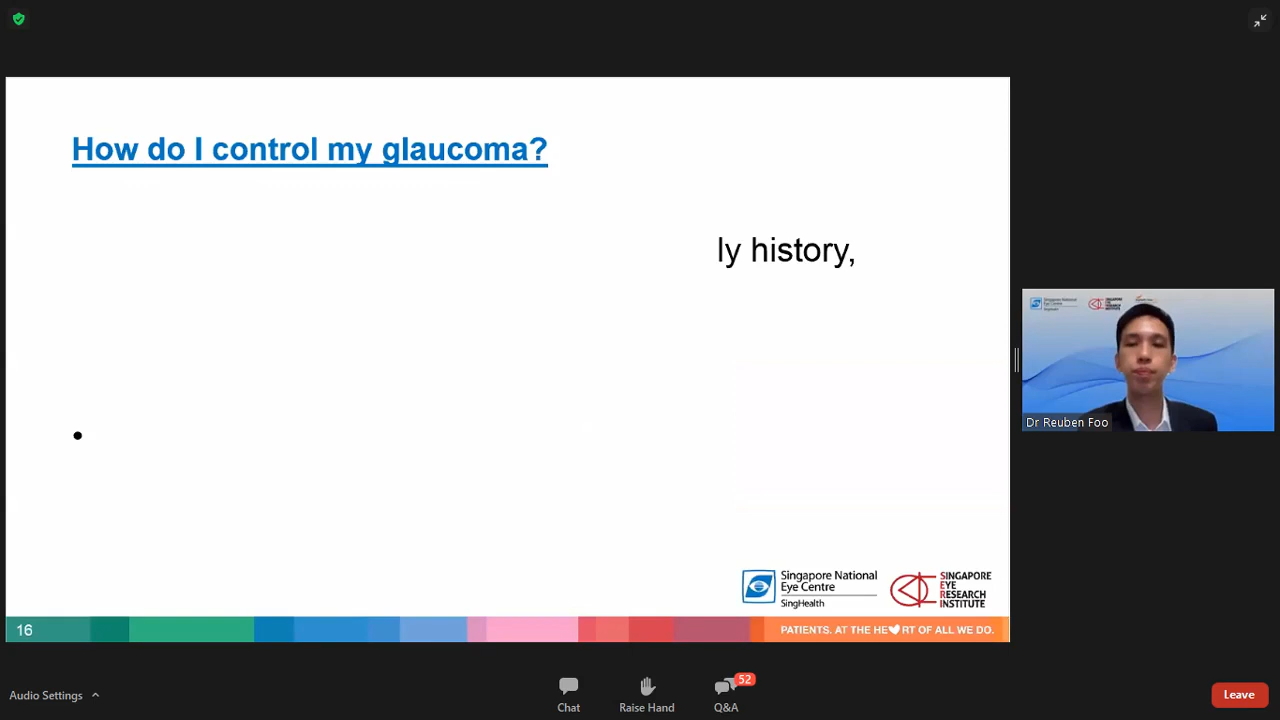 How do I control my glaucoma?
ly history,
•
Singapore National
Eye Centre
SingHealth
SINGAPORE
EYE
RESEARCH
INSTITUTE
16
PATIENTS. AT THE HE RT OF ALL WE DO.
Dr Reuben Foo
Audio Settings
Chat
Raise Hand
52
Q&A
Leave